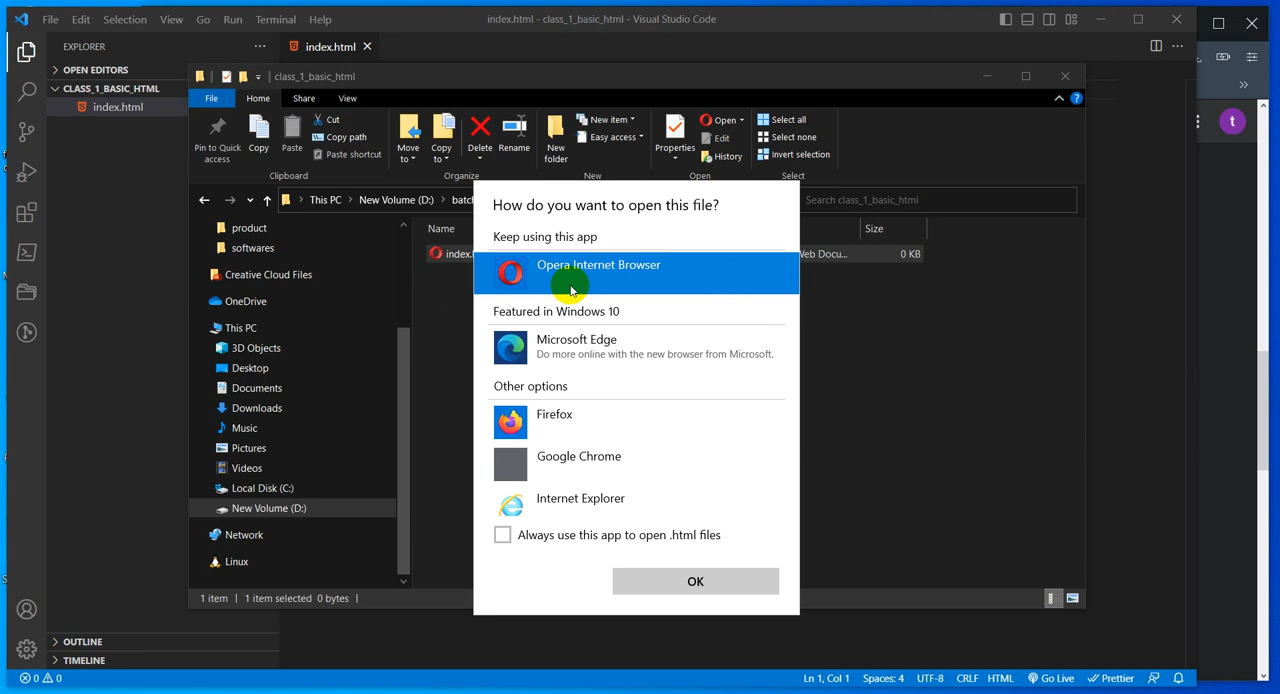 File Edit Selection View Go Run Terminal Help
index.html - class_1_basic_html - Visual Studio Code
EXPLORER
index.html
OPEN EDITORS
CLASS_1_BASIC_HTML
index.html
class_1_basic_html
File Home Share View
Pin to Quick access
Copy
Paste
Cut
Copy path
Paste shortcut
Clipboard
Move to
Copy to
Delete
Rename
Organize
New folder
New item
Easy access
New
Properties
Open
Edit
History
Open
Select all
Select none
Invert selection
Select
This PC New Volume (D:)
Search class_1_basic_html
product
softwares
Creative Cloud Files
OneDrive
This PC
3D Objects
Desktop
Documents
Downloads
Music
Pictures
Videos
Local Disk (C:)
New Volume (D:)
Network
Linux
Name
Size
0 KB
1 item 1 item selected 0 bytes
How do you want to open this file?
Keep using this app
Opera Internet Browser
Featured in Windows 10
Microsoft Edge
Do more online with the new browser from Microsoft.
Other options
Firefox
Google Chrome
Internet Explorer
Always use this app to open .html files
OK
t
OUTLINE
TIMELINE
0 0
Ln 1, Col 1 Spaces: 4 UTF-8 CRLF HTML Go Live Prettier